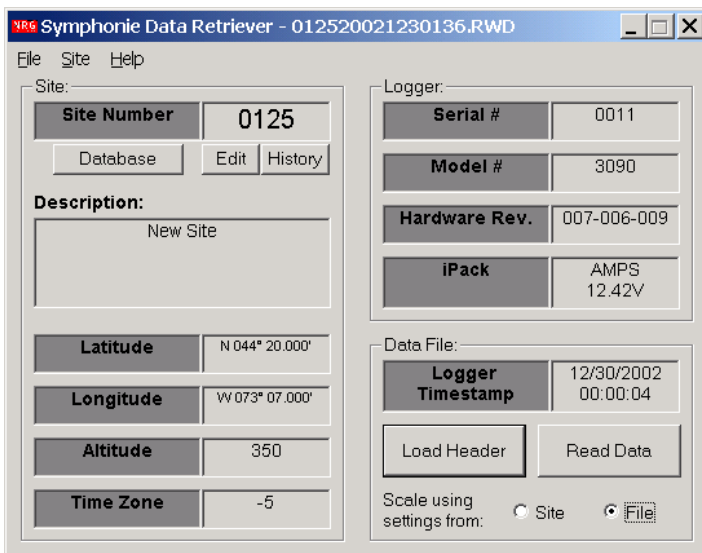 NRG Symphonie Data Retriever - 012520021230136.RWD
File Site Help
Site:
Site Number 0125
Database Edit History
Description:
New Site
Latitude N 044° 20.000'
Longitude W 073° 07.000'
Altitude 350
Time Zone -5
Logger:
Serial # 0011
Model # 3090
Hardware Rev. 007-006-009
iPack AMPS
12.42V
Data File:
Logger
Timestamp
12/30/2002
00:00:04
Load Header Read Data
Scale using
settings from:
Site File